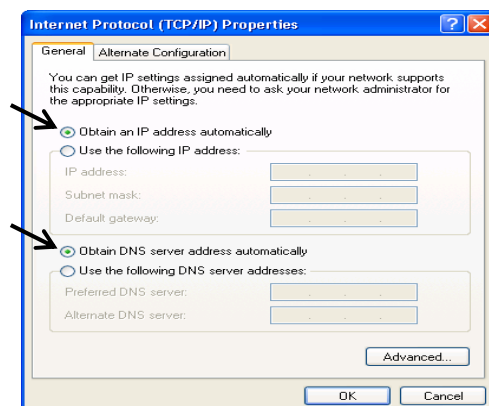 Internet Protocol (TCP/IP) Properties
General Alternate Configuration
You can get IP settings assigned automatically if your network supports
this capability. Otherwise, you need to ask your network administrator for
the appropriate IP settings.
Obtain an IP address automatically
Use the following IP address:
IP address:
Subnet mask:
Default gateway:
Obtain DNS server address automatically
Use the following DNS server addresses:
Preferred DNS server:
Alternate DNS server:
Advanced...
OK Cancel